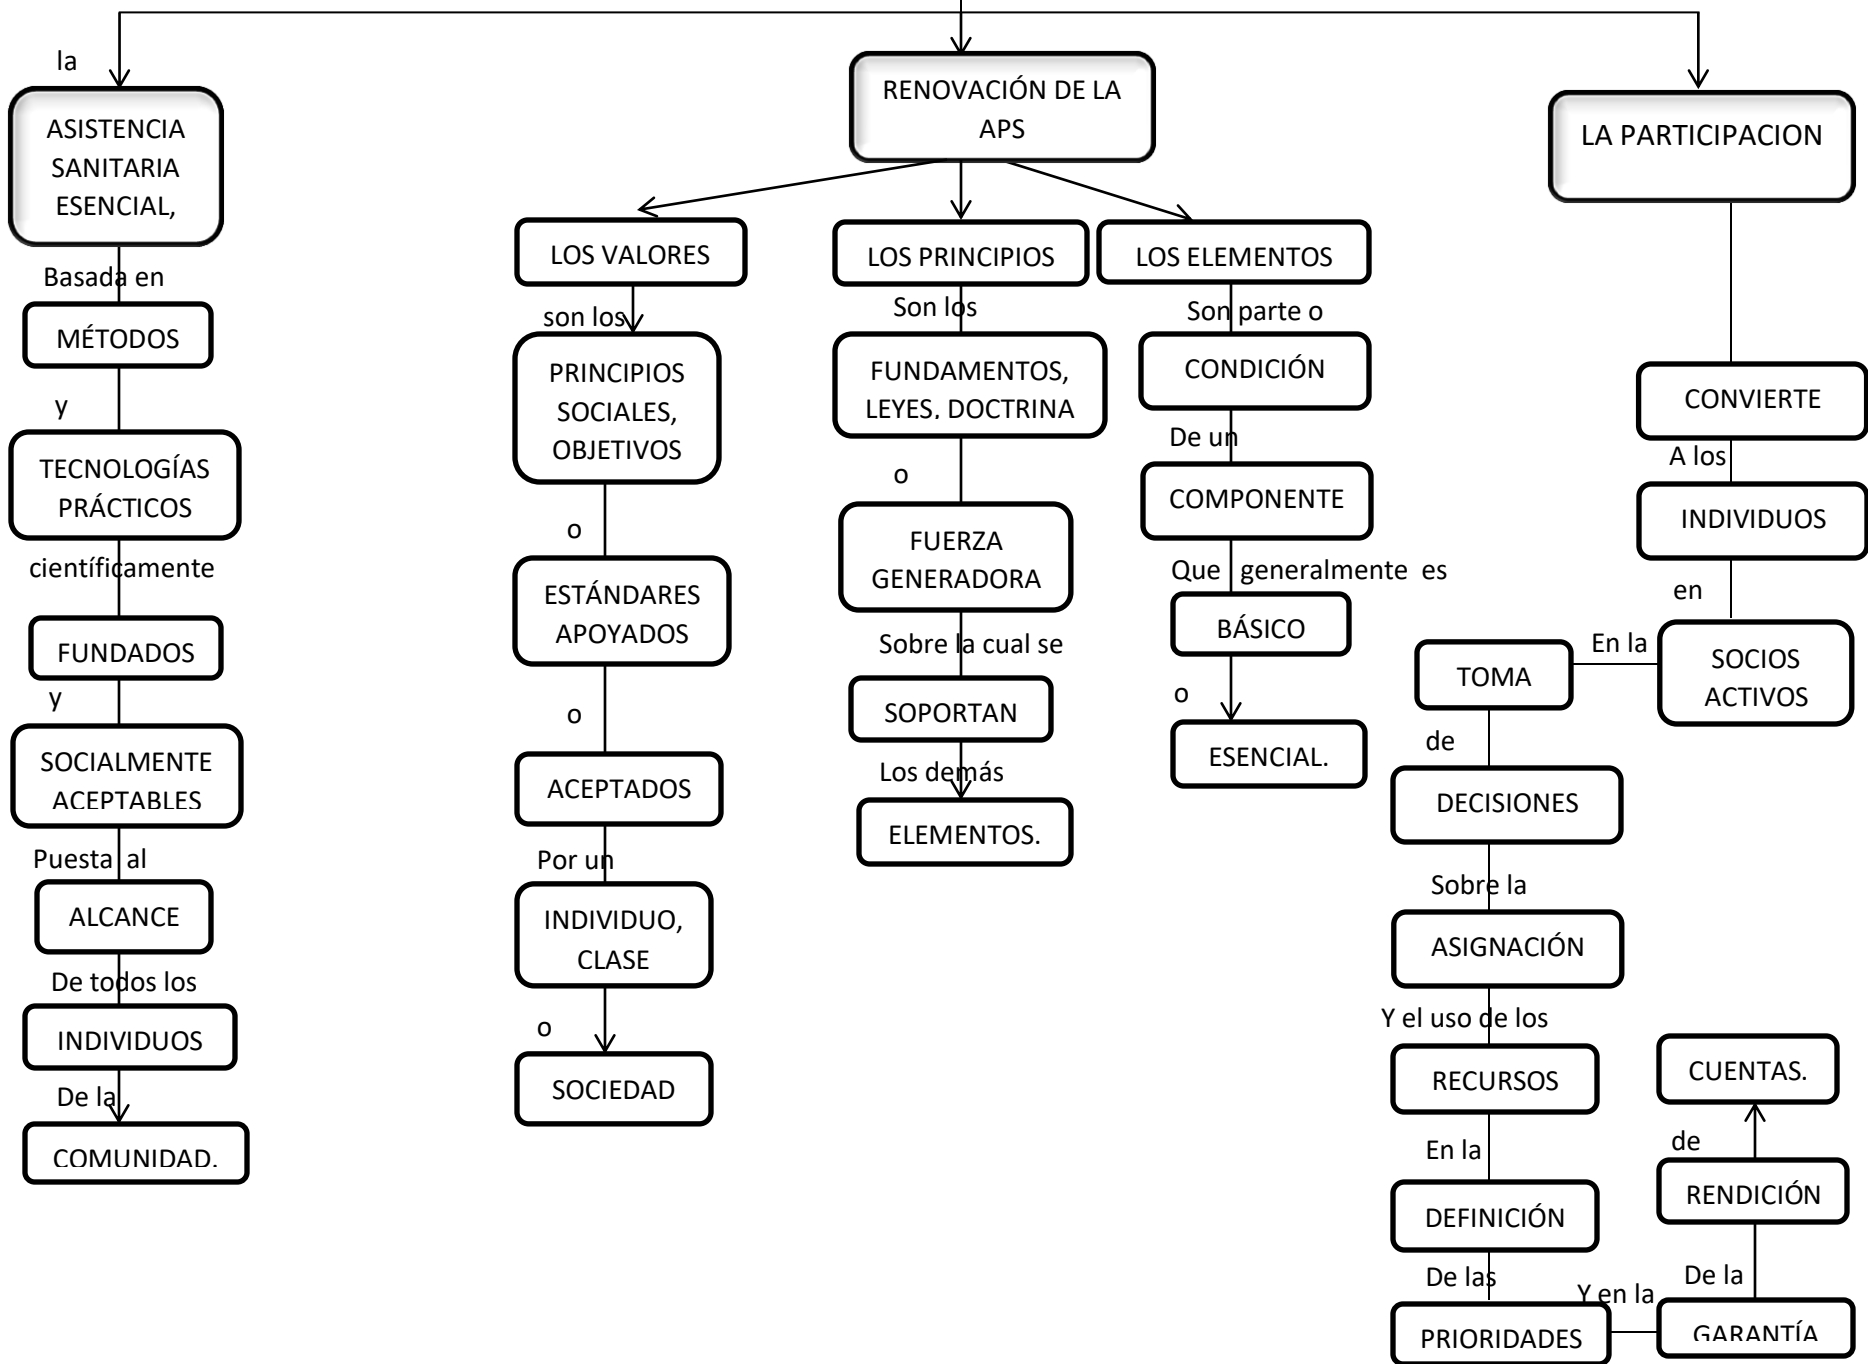 la
ASISTENCIA
SANITARIA
ESENCIAL,
Basada en
MÉTODOS
y
TECNOLOGÍAS
PRÁCTICOS
científicamente
FUNDADOS
y
SOCIALMENTE
ACEPTABLES
Puesta al
ALCANCE
De todos los
INDIVIDUOS
De la
COMUNIDAD.
RENOVACIÓN DE LA
APS
LOS VALORES
son los
PRINCIPIOS
SOCIALES,
OBJETIVOS
o
ESTÁNDARES
APOYADOS
o
ACEPTADOS
Por un
INDIVIDUO,
CLASE
o
SOCIEDAD
LOS PRINCIPIOS
Son los
FUNDAMENTOS,
LEYES, DOCTRINA
o
FUERZA
GENERADORA
Sobre la cual se
SOPORTAN
Los demás
ELEMENTOS.
LOS ELEMENTOS
Son parte o
CONDICIÓN
De un
COMPONENTE
Que generalmente es
BÁSICO
o
ESENCIAL.
LA PARTICIPACION
CONVIERTE
A los
INDIVIDUOS
en
SOCIOS
ACTIVOS
En la
TOMA
de
DECISIONES
Sobre la
ASIGNACIÓN
Y el uso de los
RECURSOS
En la
DEFINICIÓN
De las
PRIORIDADES
Y en la
GARANTÍA
De la
RENDICIÓN
de
CUENTAS.